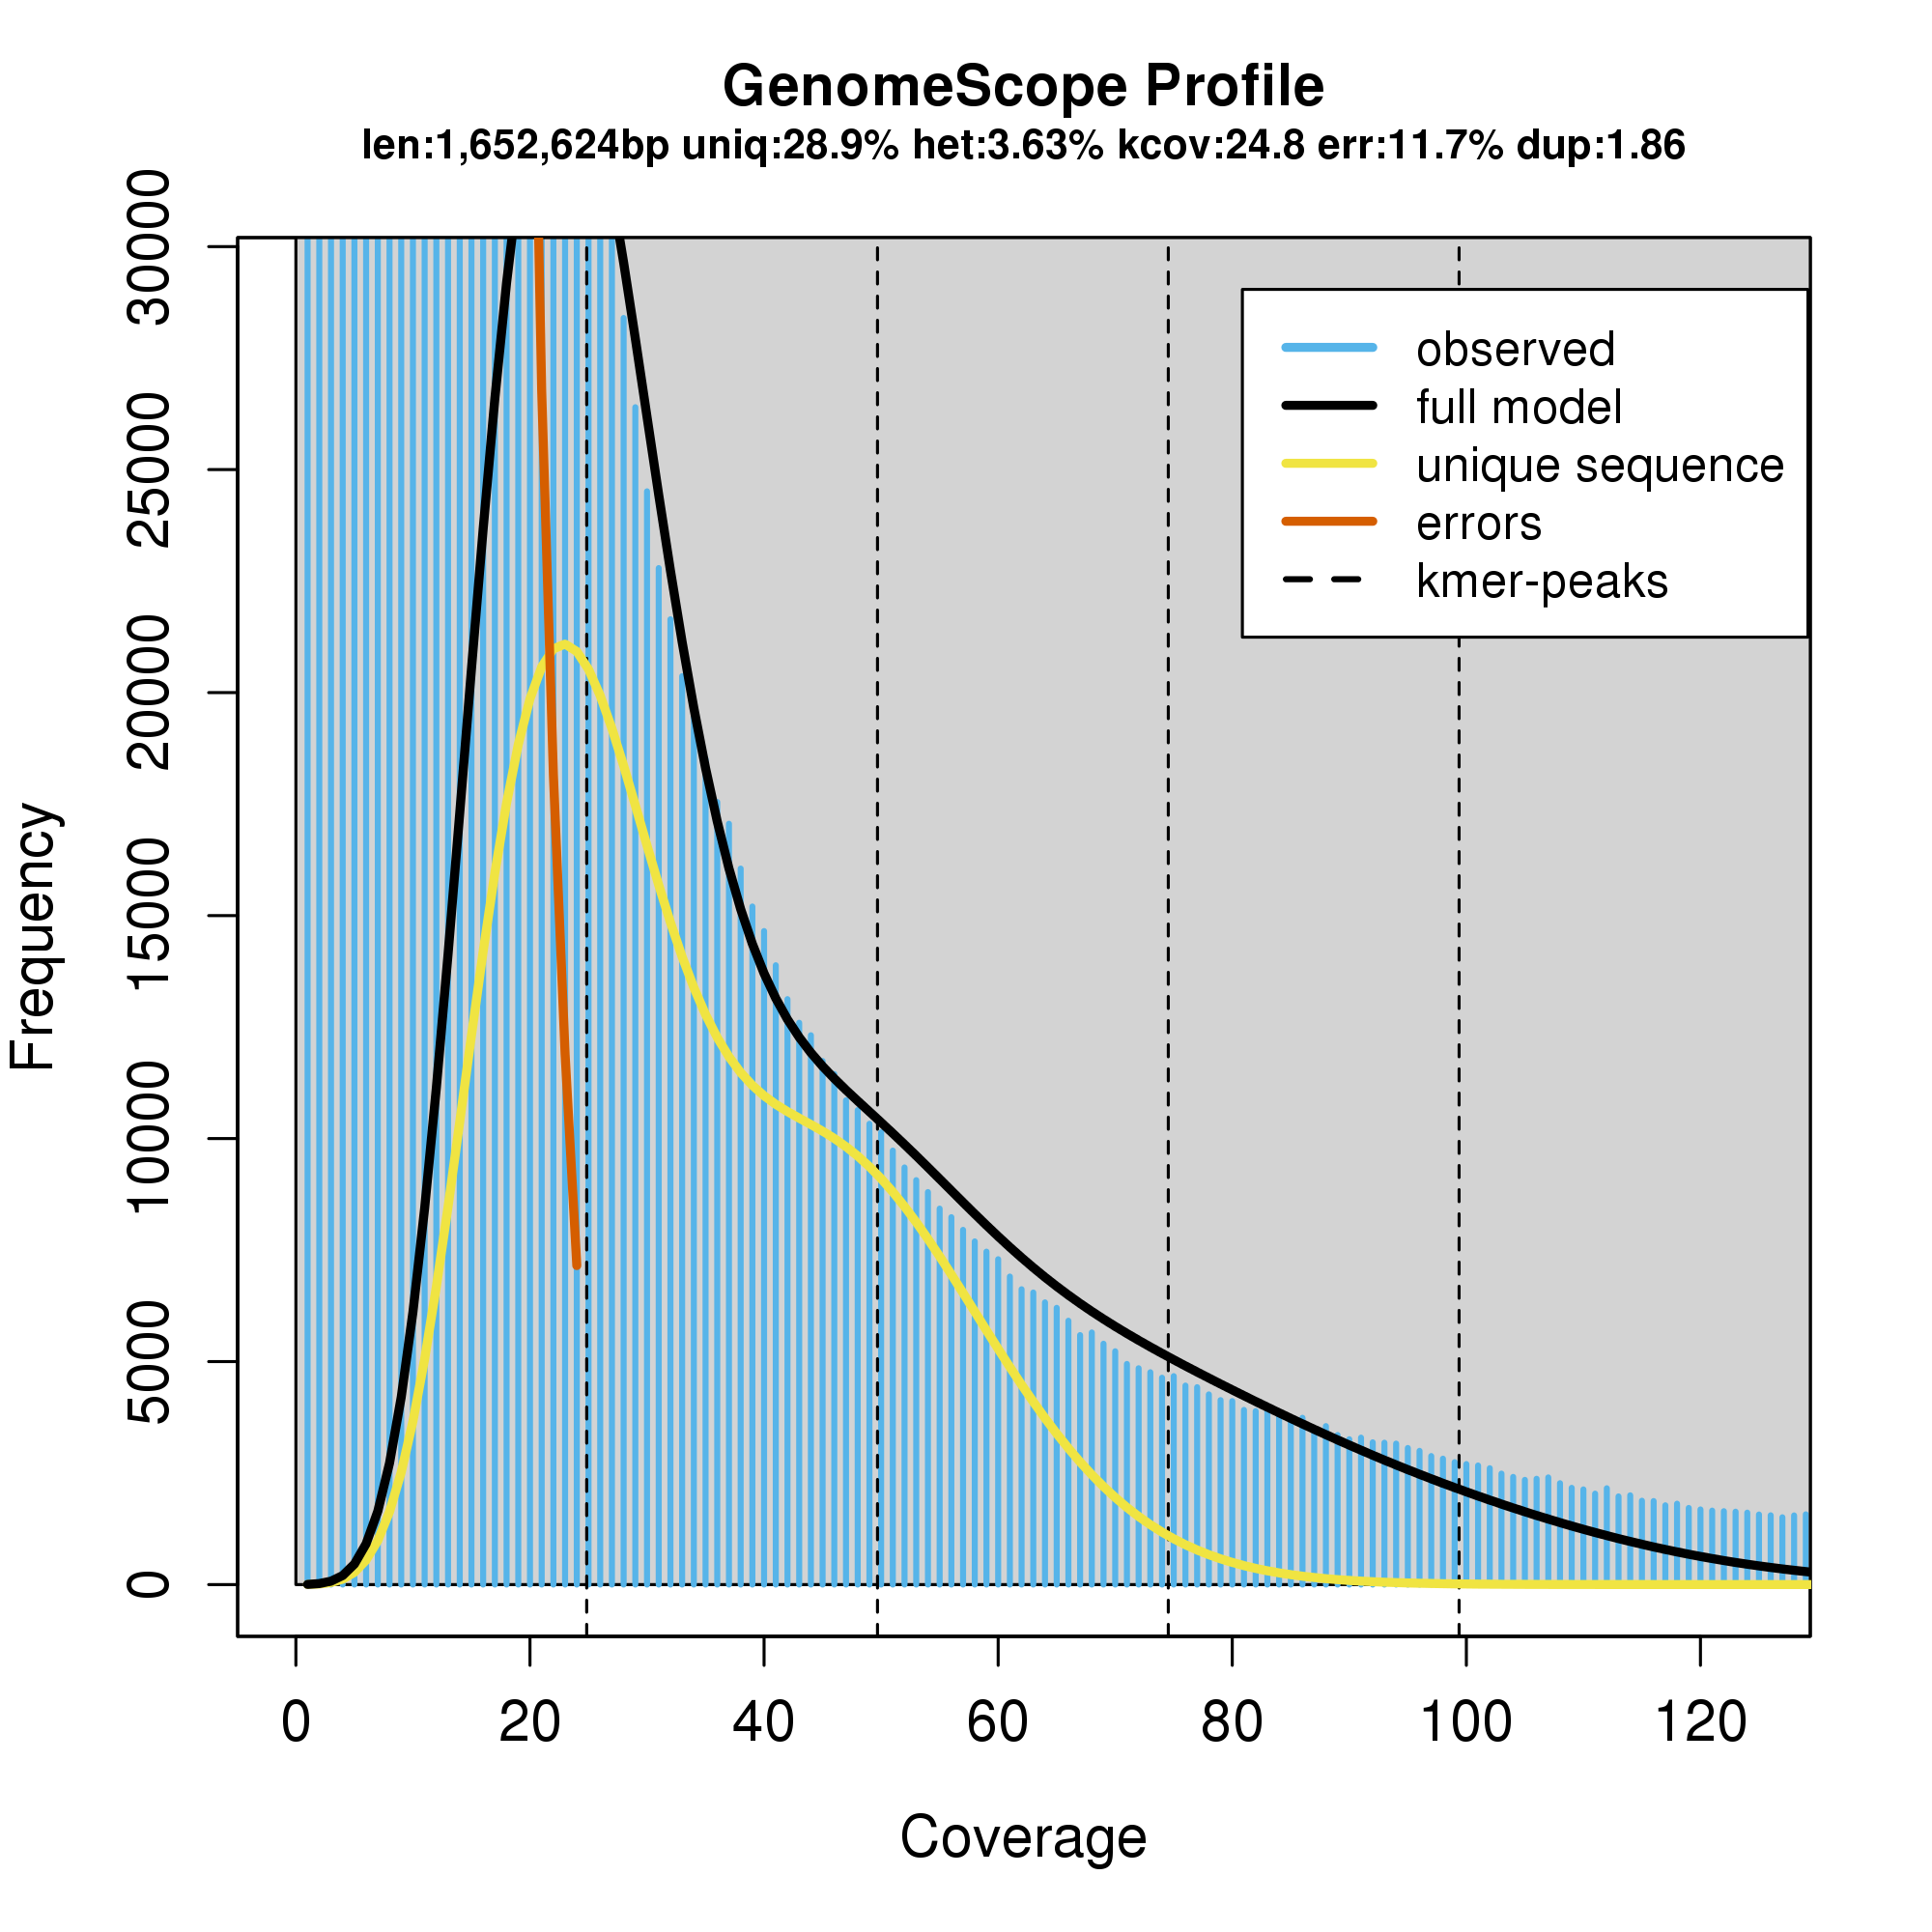 GenomeScope Profile
len:1,652,624bp uniq:28.9% het:3.63% kcov:24.8 err:11.7% dup:1.86
Frequency
30000
25000
20000
15000
10000
5000
0
observed
full model
unique sequence
errors
kmer-peaks
0 20 40 60 80 100 120
Coverage